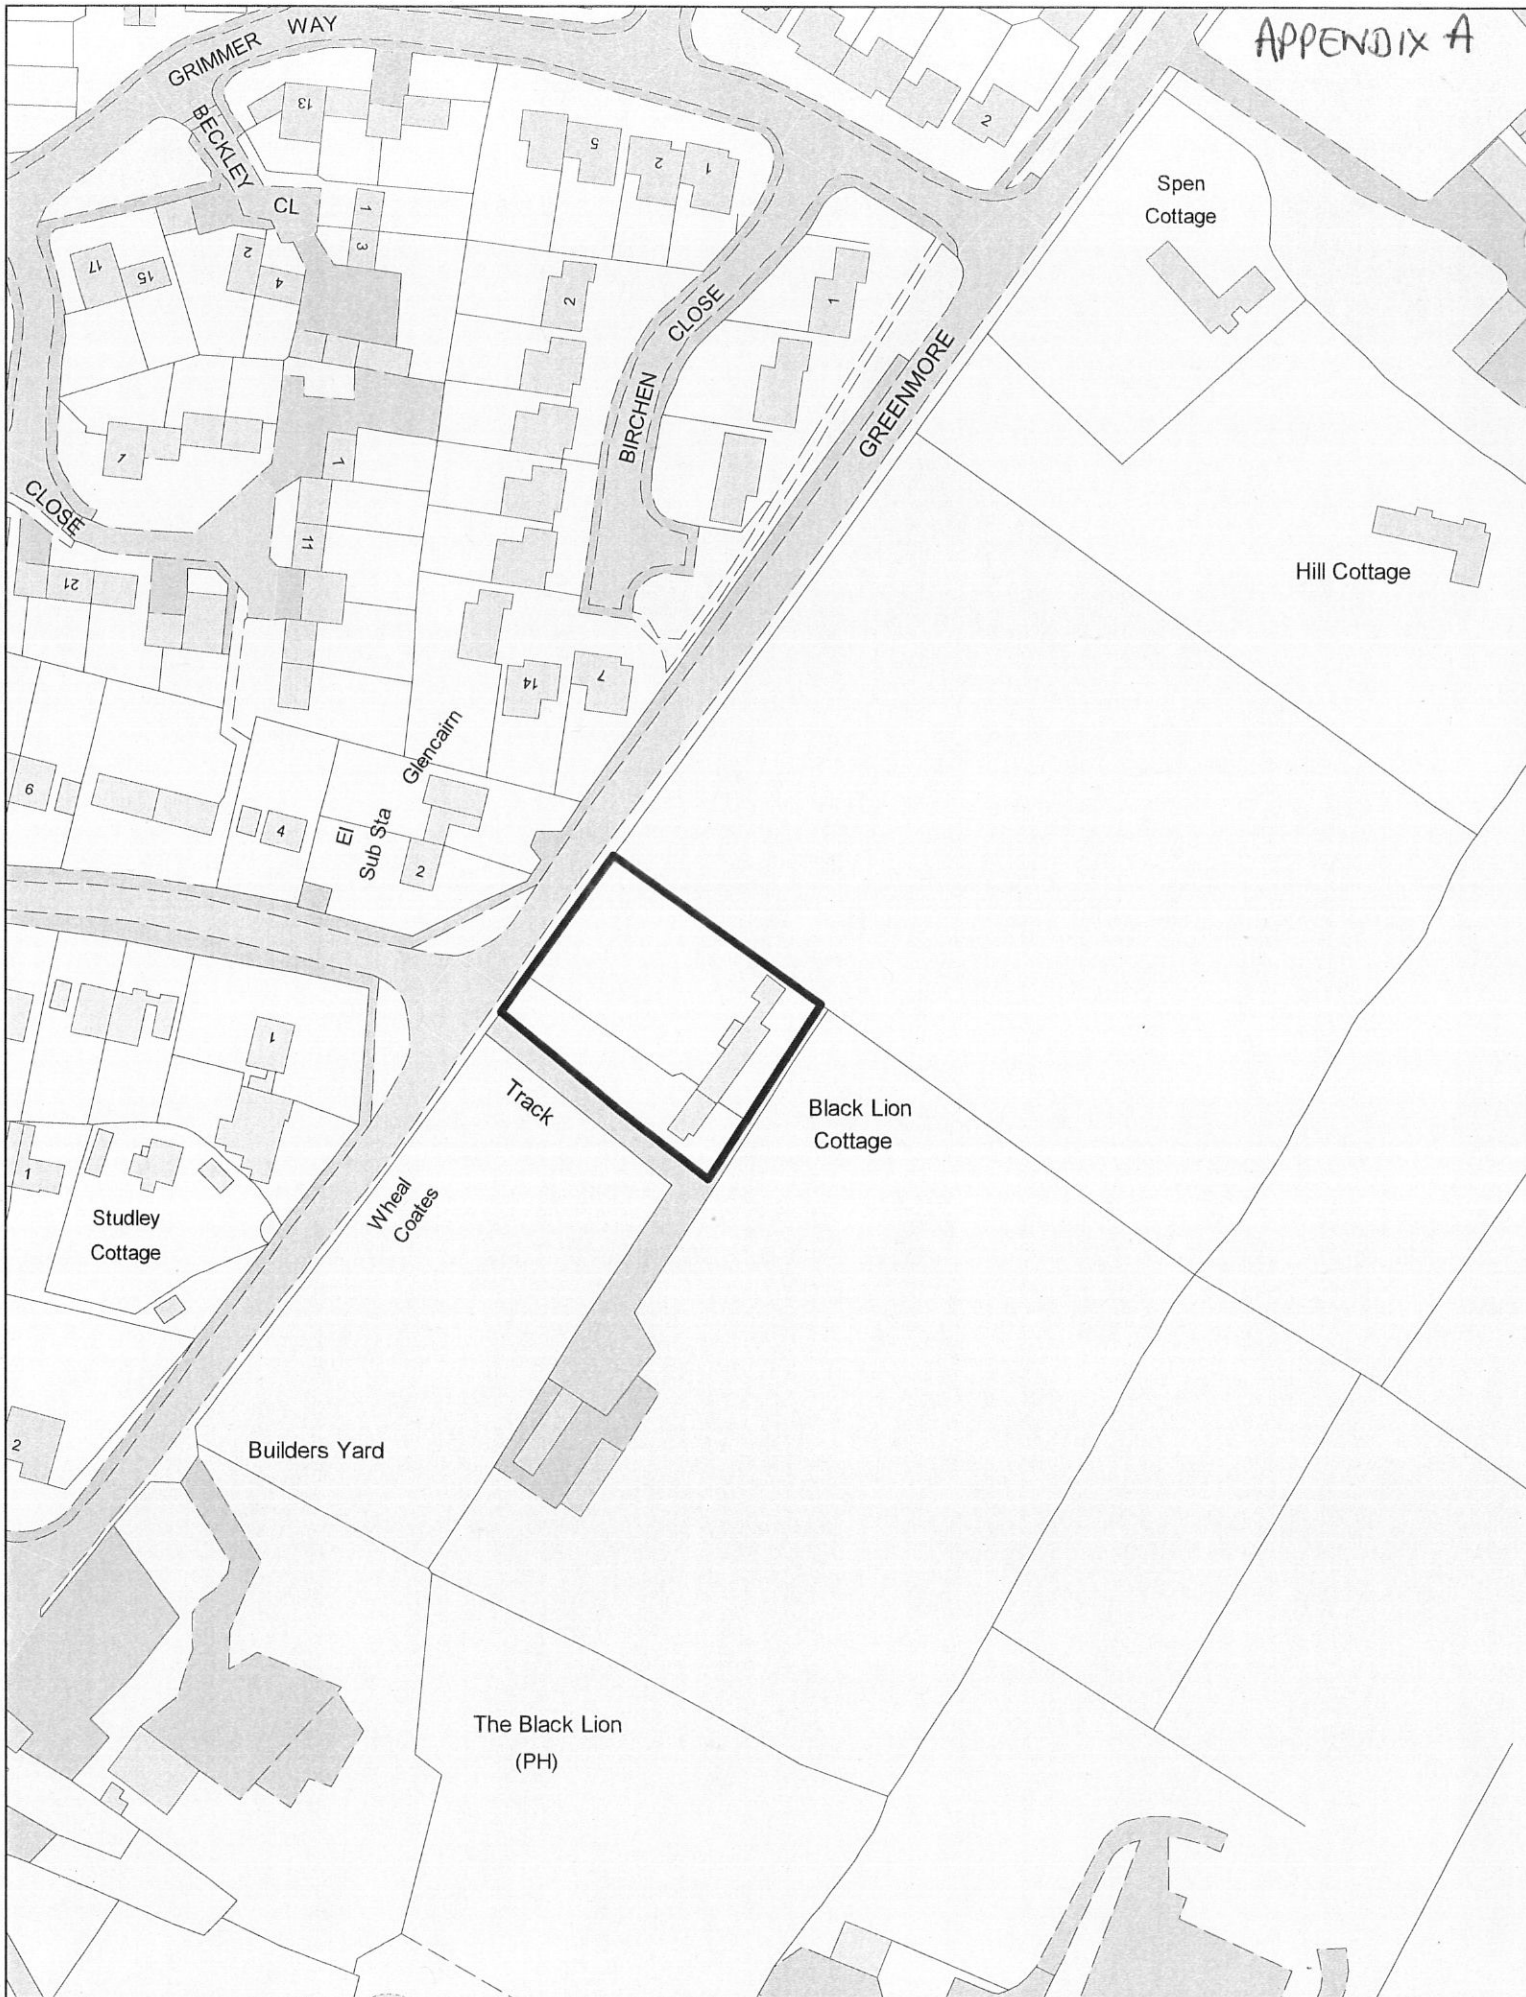 APPENDIX A
GRIMMER WAY
BECKLEY
CL
13
5
2
1
2
Spen
Cottage
1
3
17
15
2
4
2
1
CLOSE
BIRCHEN
GREENMORE
1
1
CLOSE
11
21
Hill Cottage
14
7
Glencairn
6
4
El
Sub Sta
2
1
Track
Black Lion
Cottage
1
Wheal
Coates
Studley
Cottage
2
Builders Yard
The Black Lion
(PH)